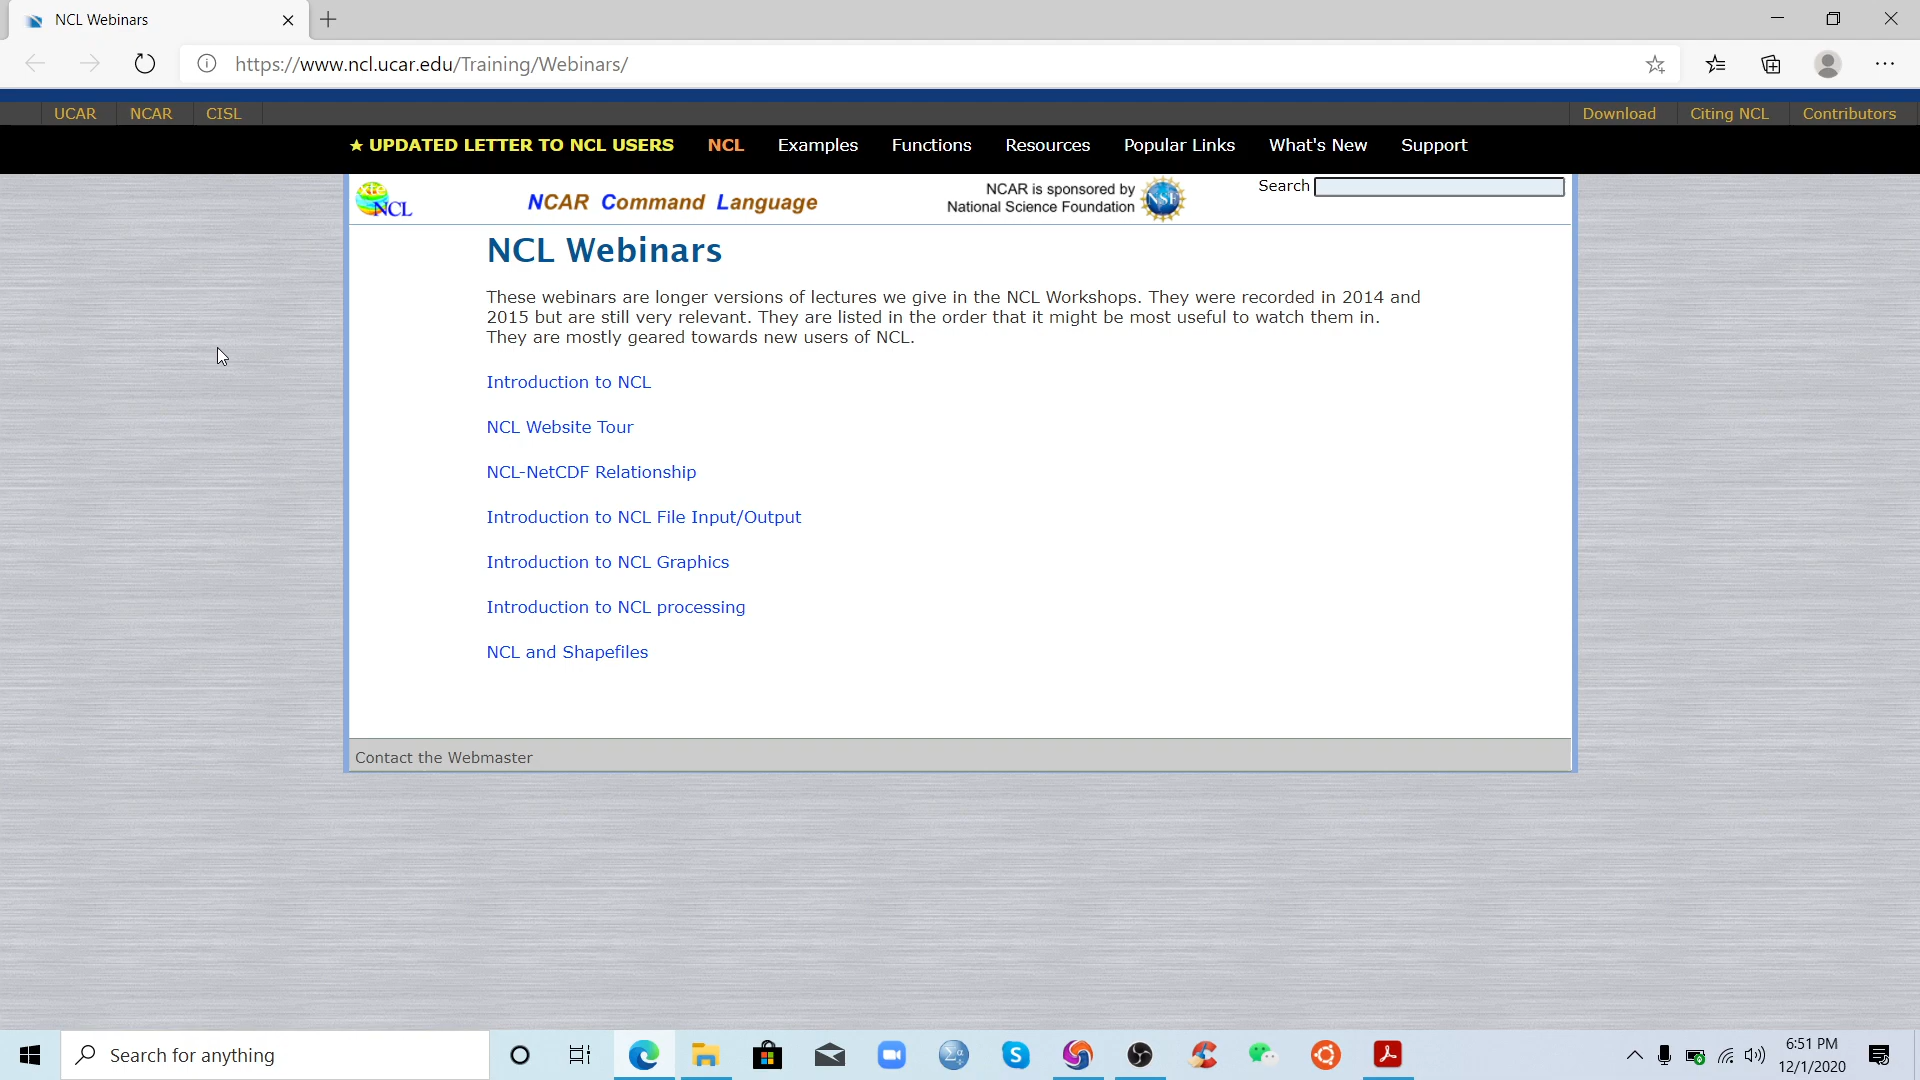 NCL Webinars
https://www.ncl.ucar.edu/Training/Webinars/
UCAR NCAR CISL Download Citing NCL Contributors
★ UPDATED LETTER TO NCL USERS NCL Examples Functions Resources Popular Links What's New Support
NCL
NCAR Command Language
NCAR is sponsored by
National Science Foundation
NSF
Search
NCL Webinars
These webinars are longer versions of lectures we give in the NCL Workshops. They were recorded in 2014 and
2015 but are still very relevant. They are listed in the order that it might be most useful to watch them in.
They are mostly geared towards new users of NCL.
Introduction to NCL
NCL Website Tour
NCL-NetCDF Relationship
Introduction to NCL File Input/Output
Introduction to NCL Graphics
Introduction to NCL processing
NCL and Shapefiles
Contact the Webmaster
Search for anything
6:51 PM
12/1/2020